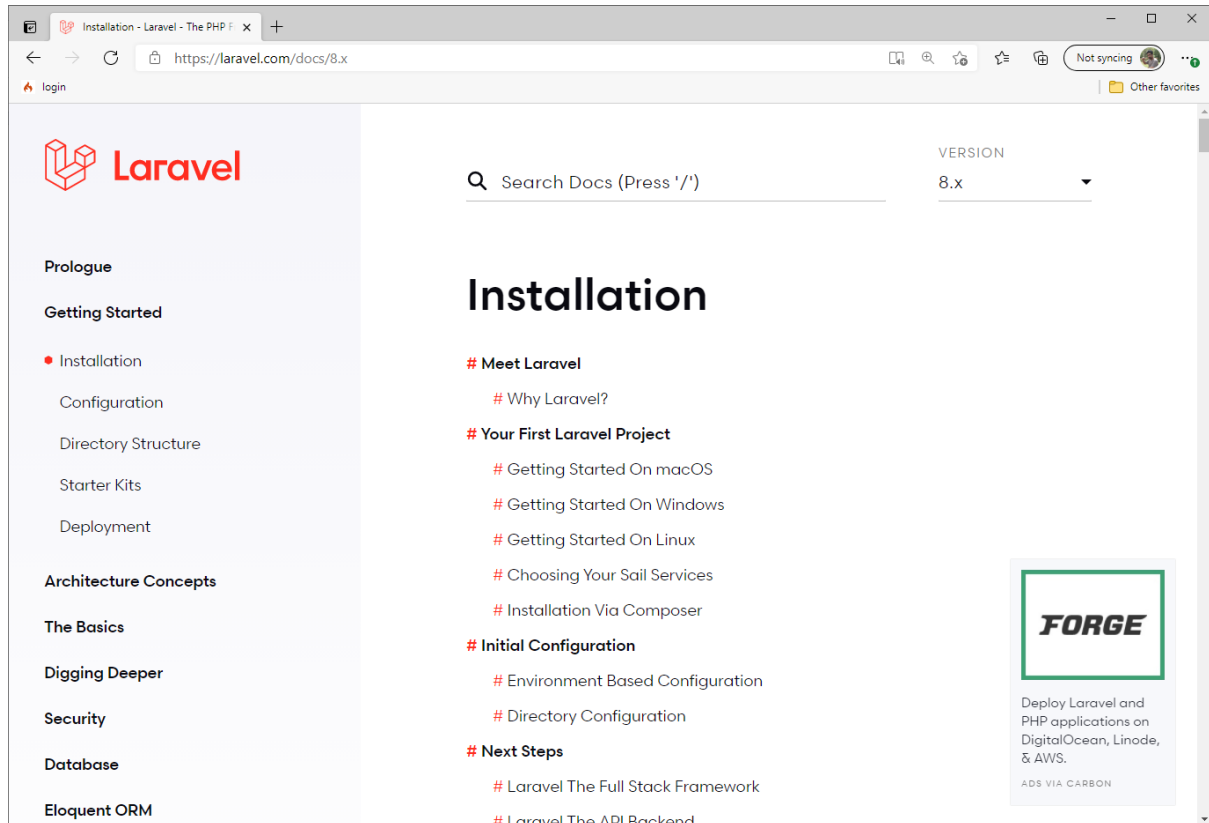 Installation - Laravel - The PHP F
https://laravel.com/docs/8.x
Not syncing
login
Other favorites
Laravel
Search Docs (Press '/')
VERSION
8.x
Prologue
Getting Started
Installation
Configuration
Directory Structure
Starter Kits
Deployment
Architecture Concepts
The Basics
Digging Deeper
Security
Database
Eloquent ORM
Installation
# Meet Laravel
# Why Laravel?
# Your First Laravel Project
# Getting Started On macOS
# Getting Started On Windows
# Getting Started On Linux
# Choosing Your Sail Services
# Installation Via Composer
# Initial Configuration
# Environment Based Configuration
# Directory Configuration
# Next Steps
# Laravel The Full Stack Framework
# Laravel The API Backend
FORGE
Deploy Laravel and
PHP applications on
DigitalOcean, Linode,
& AWS.
ADS VIA CARBON